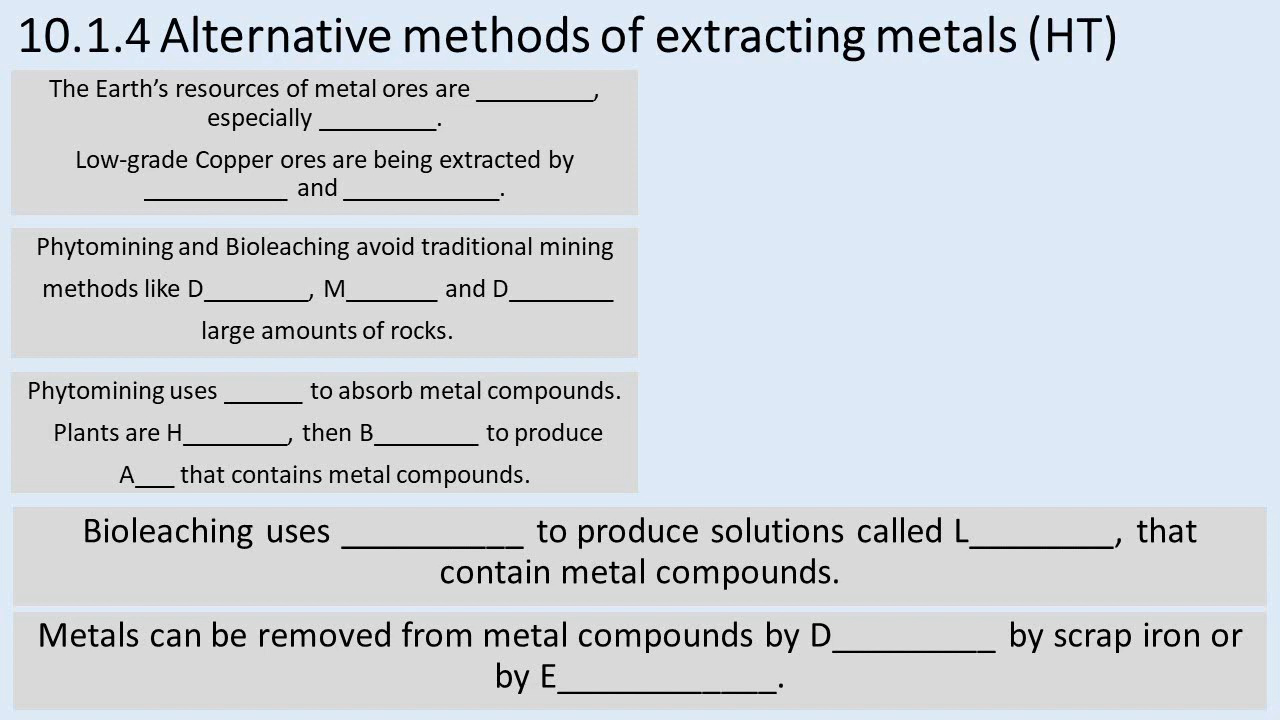 10.1.4 Alternative methods of extracting metals (HT)
The Earth’s resources of metal ores are _________,
especially _________.
Low-grade Copper ores are being extracted by
___________ and ____________.
Phytomining and Bioleaching avoid traditional mining
methods like D________, M_______ and D________
large amounts of rocks.
Phytomining uses ______ to absorb metal compounds.
Plants are H________, then B________ to produce
A___ that contains metal compounds.
Bioleaching uses __________ to produce solutions called L________, that
contain metal compounds.
Metals can be removed from metal compounds by D_________ by scrap iron or
by E____________.